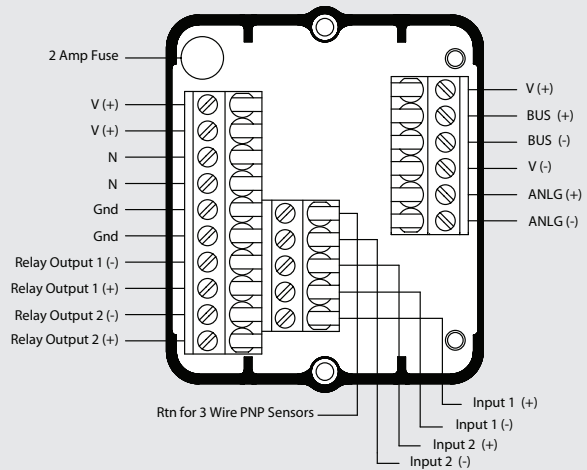 2 Amp Fuse
V (+)
V (+)
N
N
Gnd
Gnd
Relay Output 1 (-)
Relay Output 1 (+)
Relay Output 2 (-)
Relay Output 2 (+)
V (+)
BUS (+)
BUS (-)
V (-)
ANLG (+)
ANLG (-)
Rtn for 3 Wire PNP Sensors
Input 1 (+)
Input 1 (-)
Input 2 (+)
Input 2 (-)